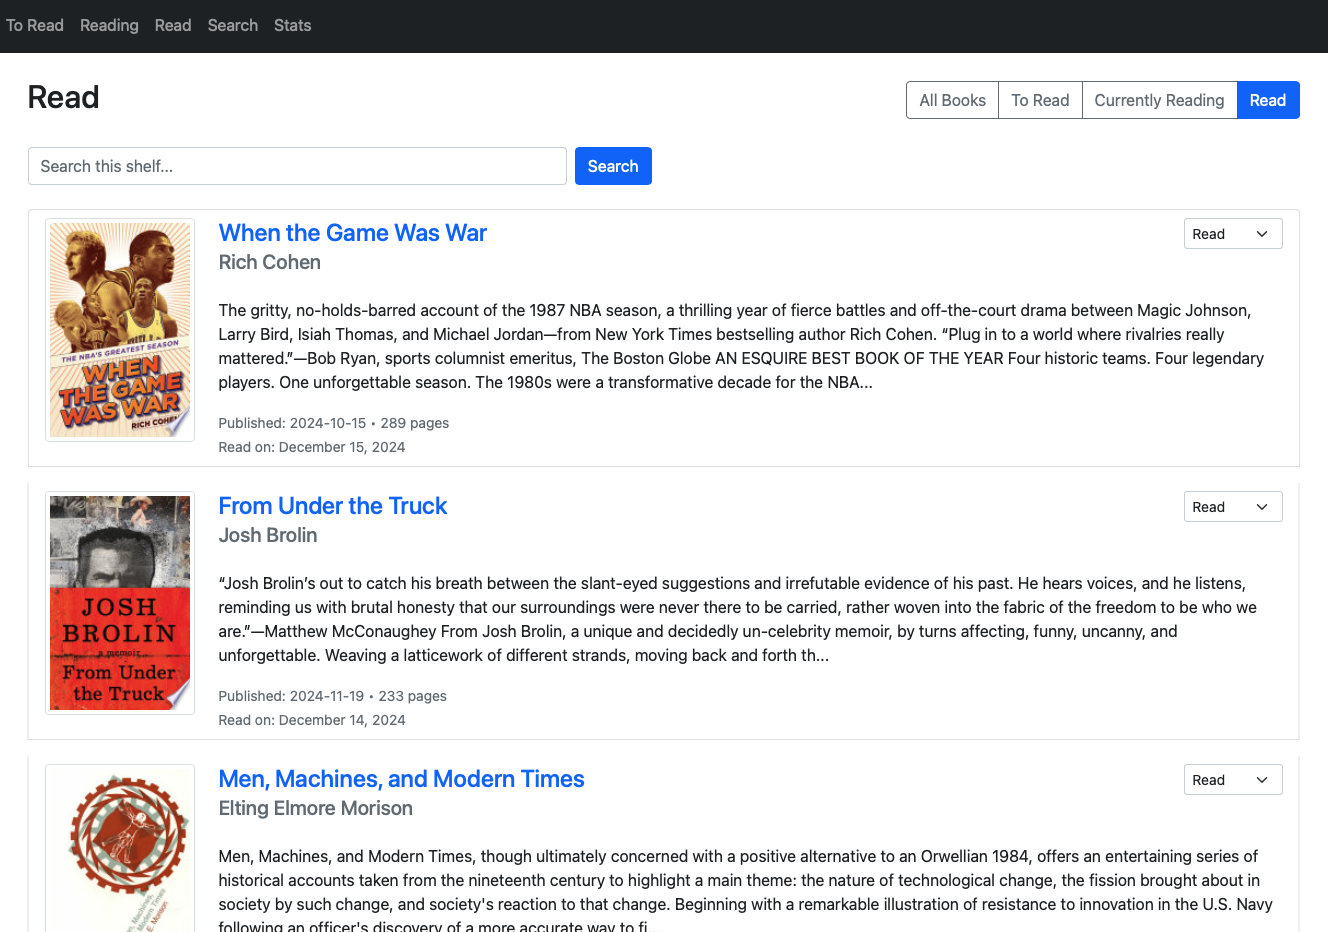 To Read Reading Read Search Stats
Read
All Books To Read Currently Reading Read
Search this shelf... Search
THE NBA'S GREATEST SEASON
WHEN
THE GAME
WAS WAR
RICH COHEN
When the Game Was War
Read
Rich Cohen
The gritty, no-holds-barred account of the 1987 NBA season, a thrilling year of fierce battles and off-the-court drama between Magic Johnson,
Larry Bird, Isiah Thomas, and Michael Jordan—from New York Times bestselling author Rich Cohen. “Plug in to a world where rivalries really
mattered.”—Bob Ryan, sports columnist emeritus, The Boston Globe AN ESQUIRE BEST BOOK OF THE YEAR Four historic teams. Four legendary
players. One unforgettable season. The 1980s were a transformative decade for the NBA...
Published: 2024-10-15 • 289 pages
Read on: December 15, 2024
JOSH
BROLIN
a memoir
From Under
the Truck
From Under the Truck
Read
Josh Brolin
“Josh Brolin’s out to catch his breath between the slant-eyed suggestions and irrefutable evidence of his past. He hears voices, and he listens,
reminding us with brutal honesty that our surroundings were never there to be carried, rather woven into the fabric of the freedom to be who we
are.”—Matthew McConaughey From Josh Brolin, a unique and decidedly un-celebrity memoir, by turns affecting, funny, uncanny, and
unforgettable. Weaving a latticework of different strands, moving back and forth th...
Published: 2024-11-19 • 233 pages
Read on: December 14, 2024
Machines,
Modern Times
E. Morison
Men, Machines, and Modern Times
Read
Elting Elmore Morison
Men, Machines, and Modern Times, though ultimately concerned with a positive alternative to an Orwellian 1984, offers an entertaining series of
historical accounts taken from the nineteenth century to highlight a main theme: the nature of technological change, the fission brought about in
society by such change, and society's reaction to that change. Beginning with a remarkable illustration of resistance to innovation in the U.S. Navy
following an officer's discovery of a more accurate way to fi...